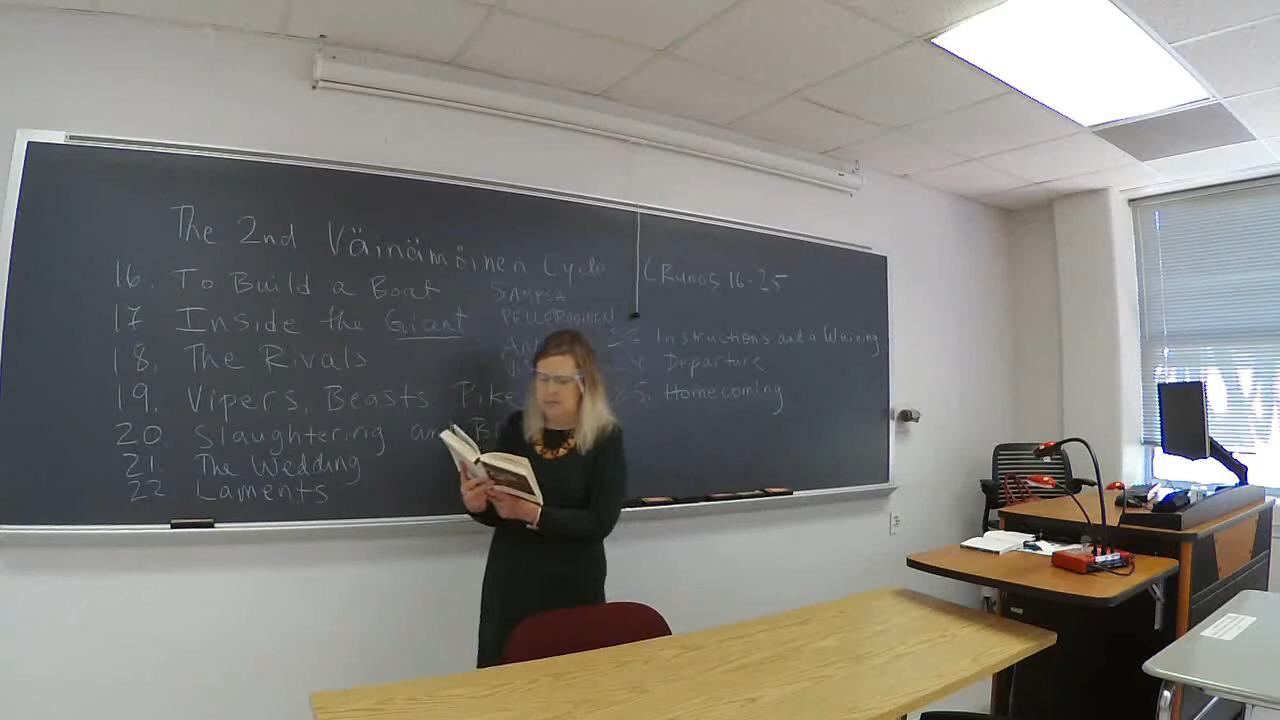 The 2nd Väinämöinen Cycle (Runos 16-25
16. To Build a Boat
SAMPSA
17 Inside the Giant
PELLERVOINEN
18. The Rivals
Instructions and a Warning
Departure
19. Vipers, Beasts, Pike
Homecoming
20 Slaughtering and
21. The Wedding
22 Laments